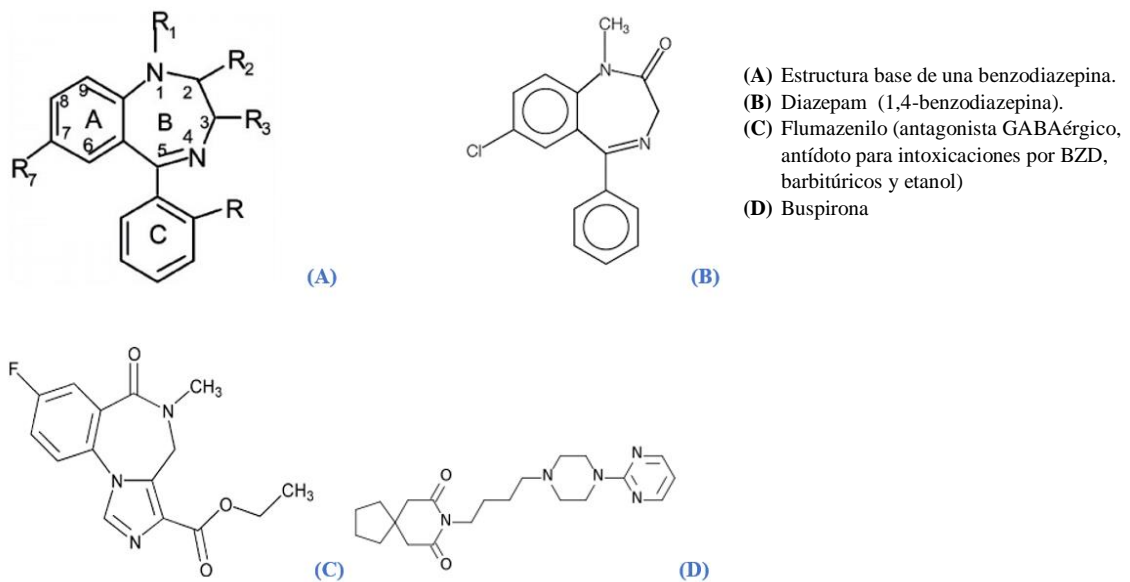 R1
N
1
R2
2
9
8
A
B
3
R3
7
6
5
4
N
R7
C
R
(A)
CH3
O
N
Cl
N
(B)
(A) Estructura base de una benzodiazepina.
(B) Diazepam (1,4-benzodiazepina).
(C) Flumazenilo (antagonista GABAérgico,
antídoto para intoxicaciones por BZD,
barbitúricos y etanol)
(D) Buspirona
O
F
N
CH3
N
N
O
CH3
O
(C)
O
N
O
N
N
N
N
(D)